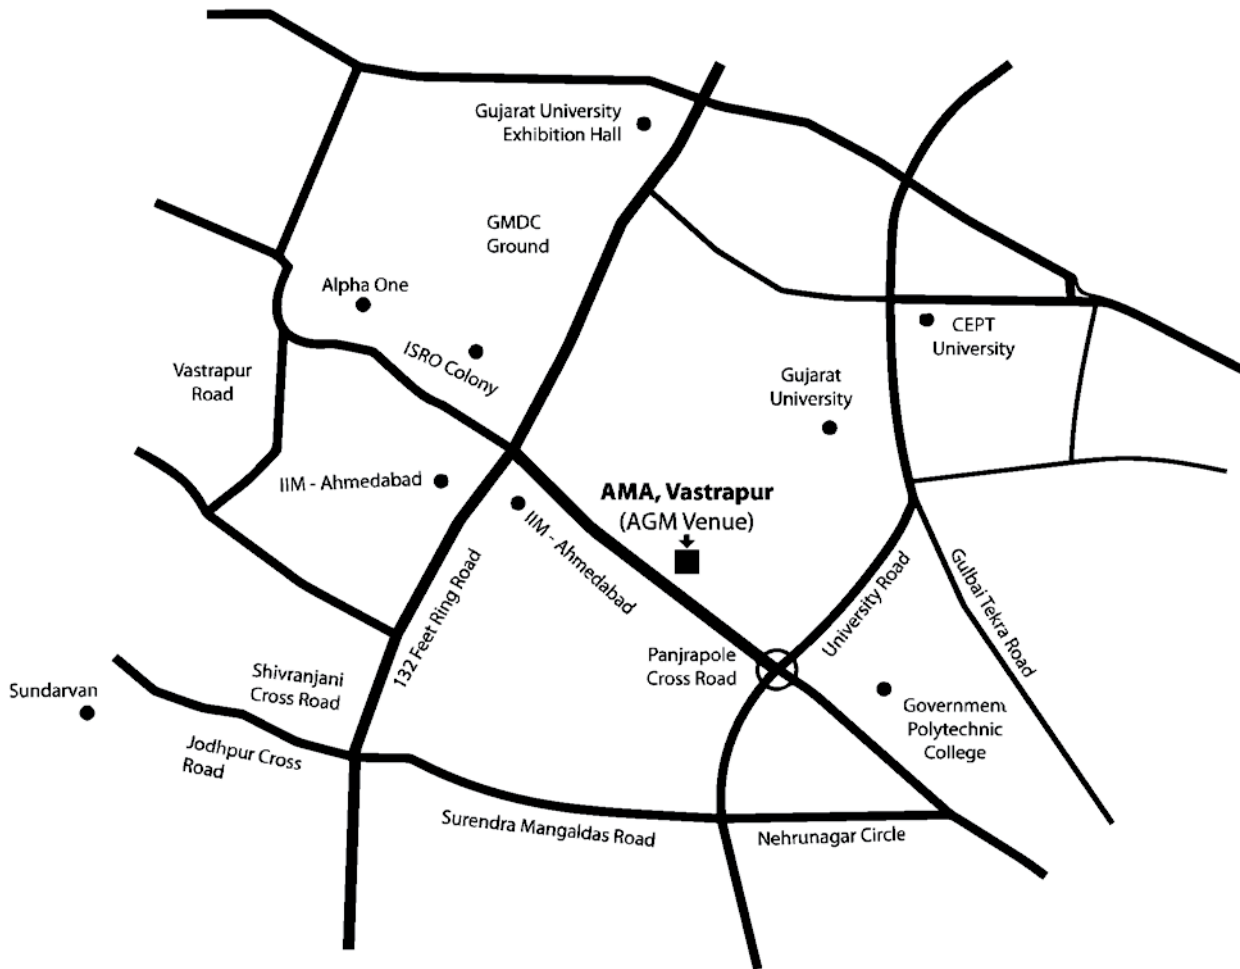 Gujarat University
Exhibition Hall
GMDC
Ground
Alpha One
ISRO Colony
CEPT
University
Vastrapur
Road
Gujarat
University
IIM - Ahmedabad
AMA, Vastrapur
(AGM Venue)
IIM - Ahmedabad
132 Feet Ring Road
University Road
Gulbai Tekra Road
Panjrapole
Cross Road
Shivranjani
Cross Road
Sundarvan
Government
Polytechnic
College
Jodhpur Cross
Road
Surendra Mangaldas Road
Nehrunagar Circle